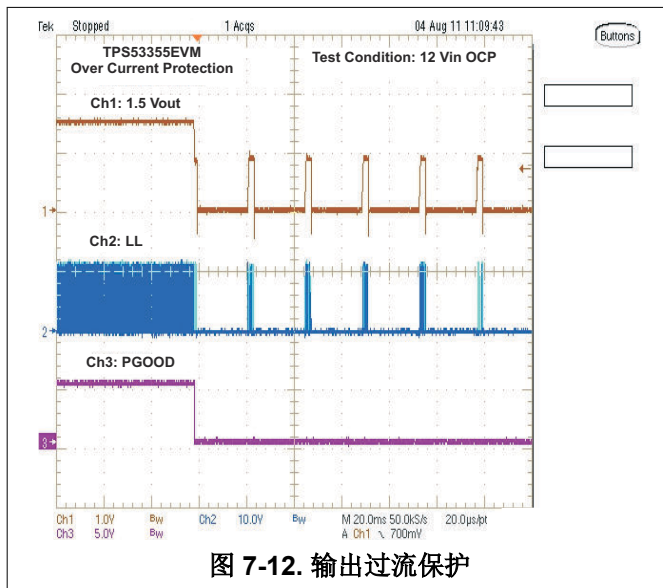 Tek Stopped 1 Acqs 04 Aug 11 11:09:43
Buttons
TPS53355EVM
Over Current Protection
Test Condition: 12 Vin OCP
Ch1: 1.5 Vout
1
Ch2: LL
2
Ch3: PGOOD
3
Ch1 1.0V Bw Ch2 10.0V Bw M 20.0ms 50.0kS/s 20.0µs/pt
Ch3 5.0V Bw A Ch1 ∖ 700mV
图 7-12. 输出过流保护